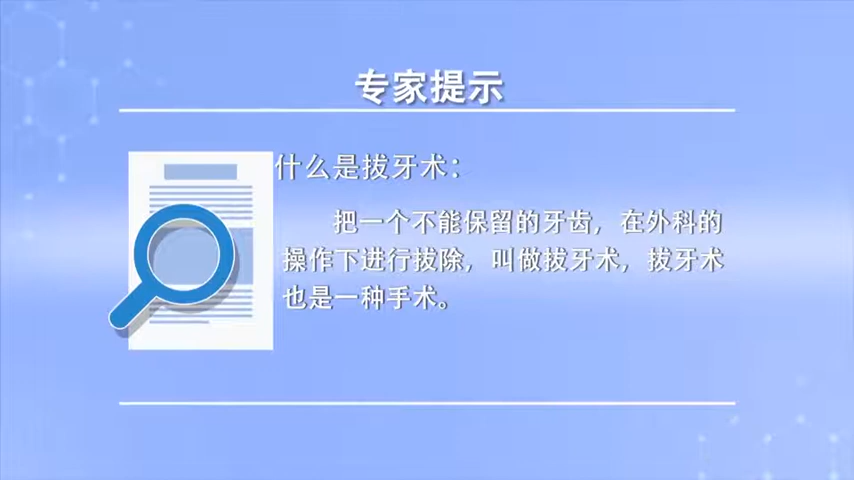 专家提示
什么是拔牙术：
把一个不能保留的牙齿，在外科的
操作下进行拔除，叫做拔牙术，拔牙术
也是一种手术。